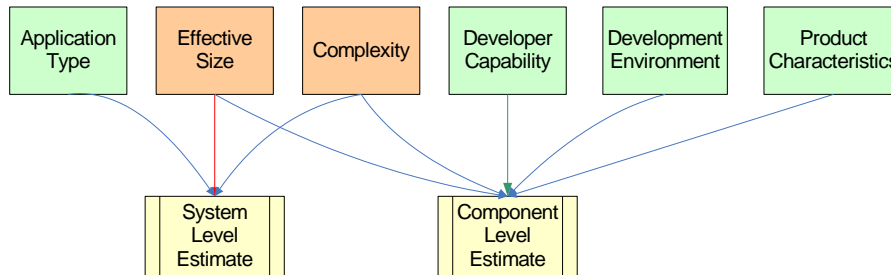 Application
Type
Effective
Size
Complexity
Developer
Capability
Development
Environment
Product
Characteristics
System
Level
Estimate
Component
Level
Estimate